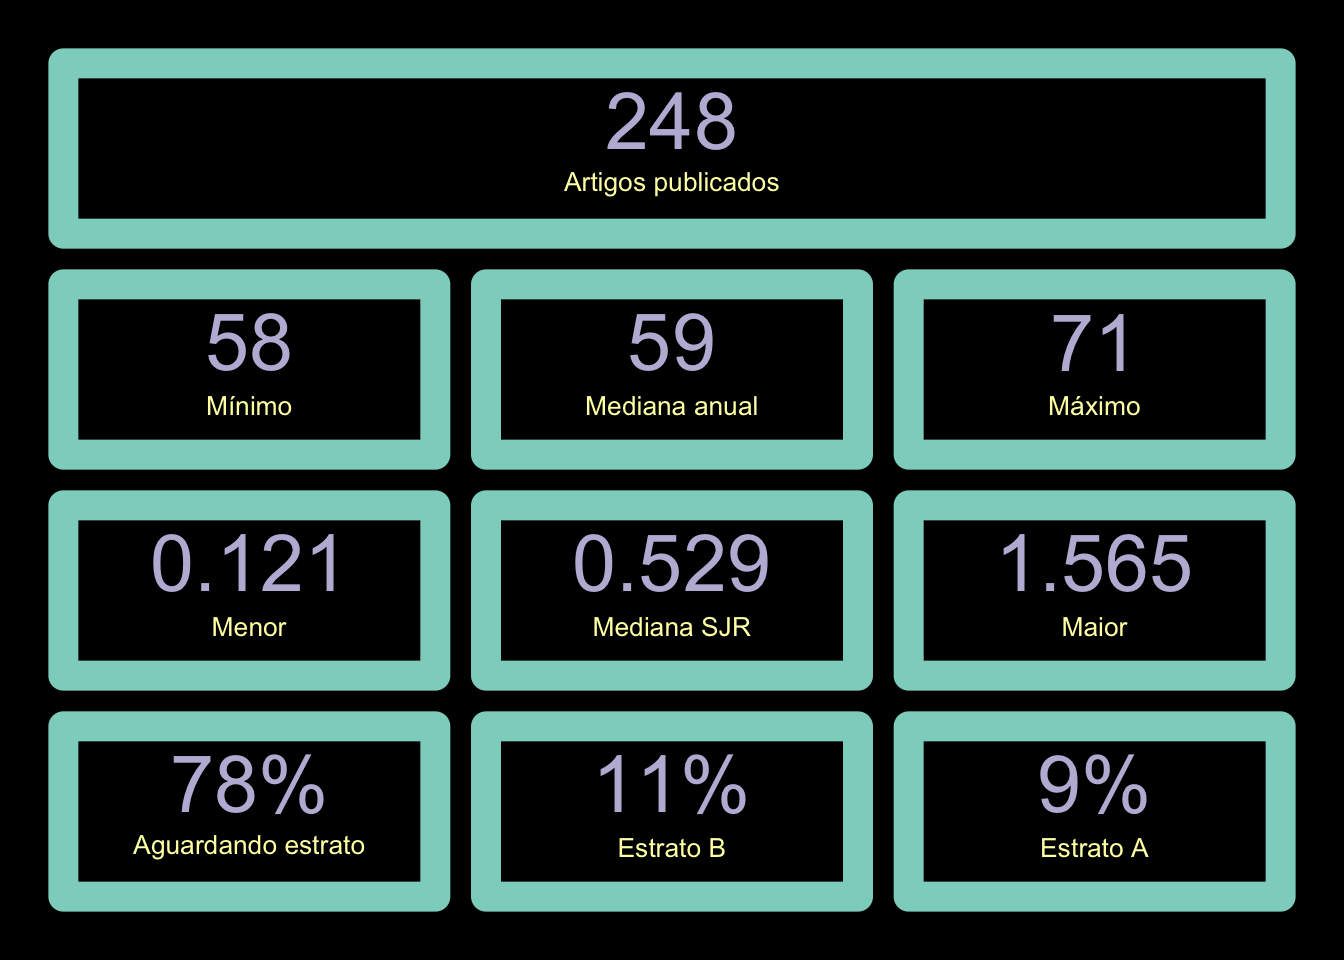 248
Artigos publicados
58
Mínimo
59
Mediana anual
71
Máximo
0.121
Menor
0.529
Mediana SJR
1.565
Maior
78%
Aguardando estrato
11%
Estrato B
9%
Estrato A